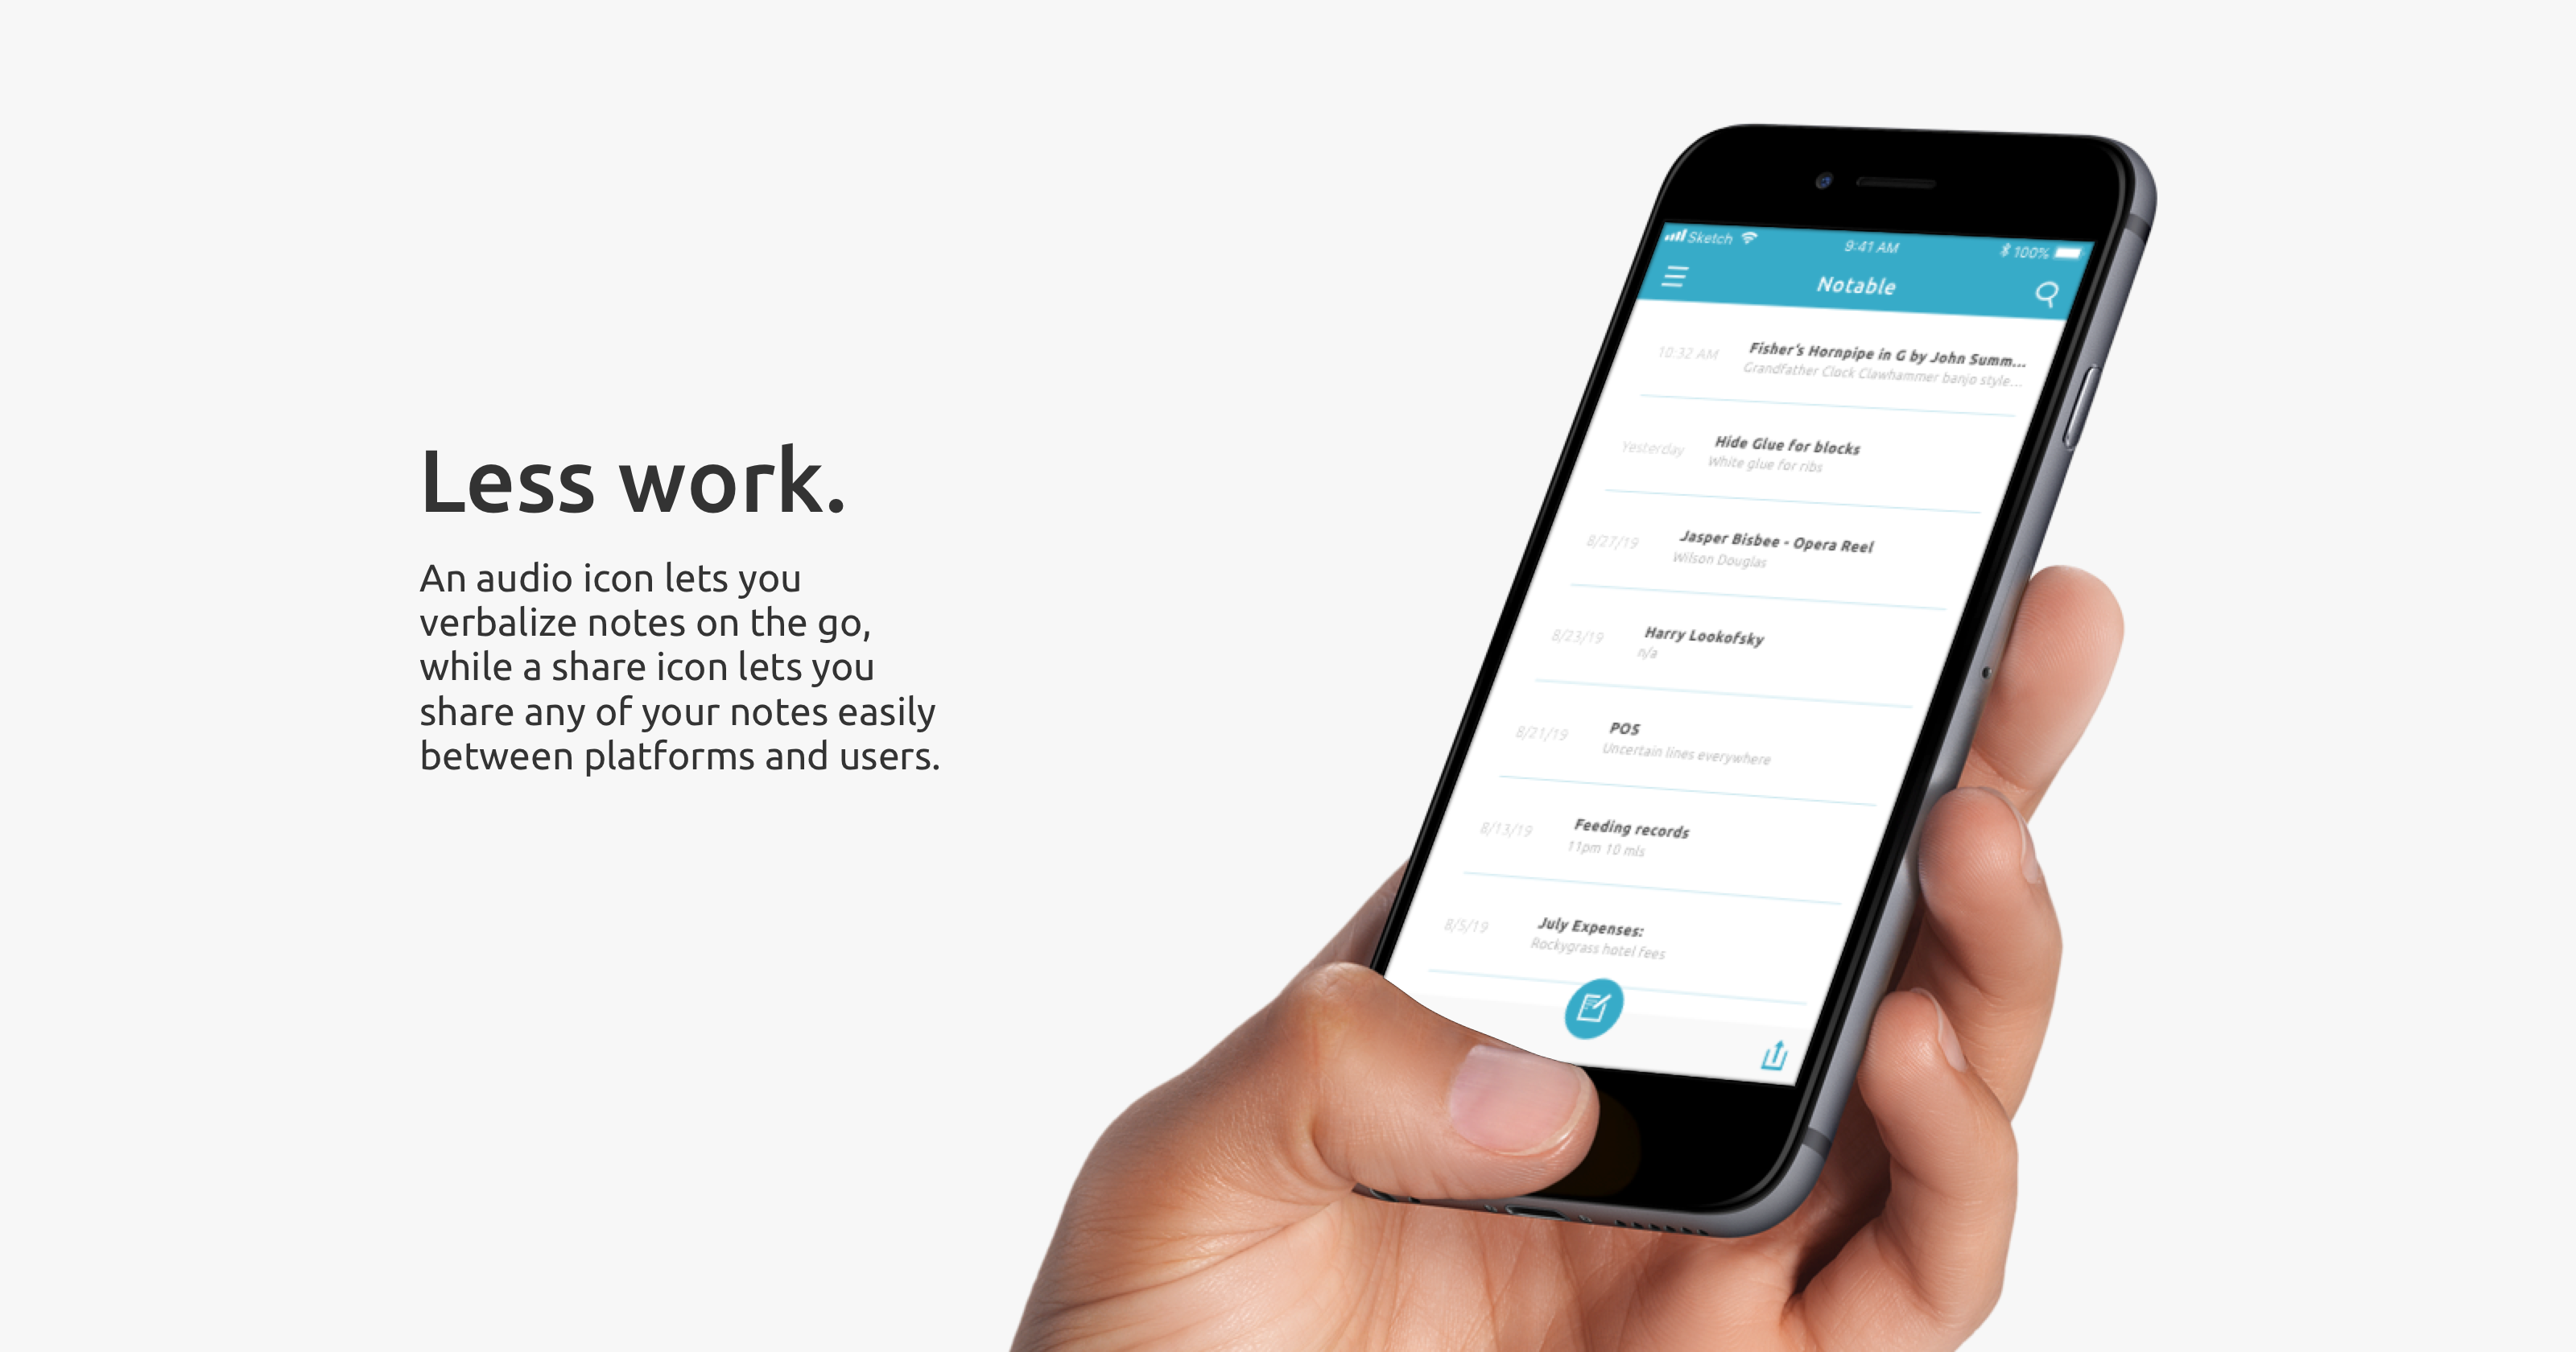 Less work.
An audio icon lets you
verbalize notes on the go,
while a share icon lets you
share any of your notes easily
between platforms and users.
Sketch 9:41 AM 100%
Notable
10:32 AM Fisher's Hornpipe in G by John Summ...
Grandfather Clock Clawhammer banjo style...
Yesterday Hide Glue for blocks
White glue for ribs
8/27/19 Jasper Bisbee - Opera Reel
Wilson Douglas
8/23/19 Harry Lookofsky
n/a
8/21/19 POS
Uncertain lines everywhere
8/13/19 Feeding records
11pm 10 mls
8/5/19 July Expenses:
Rockygrass hotel fees